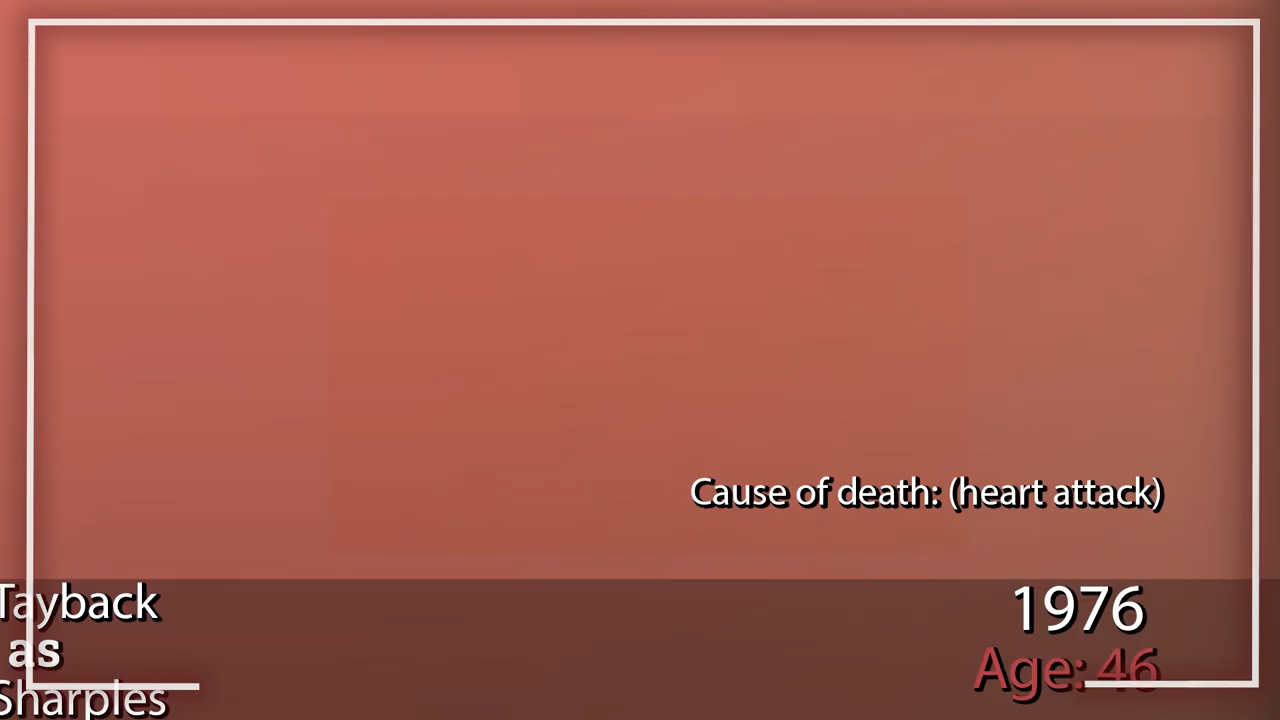 Cause of death: (heart attack)
Tayback
as
Sharples
1976
Age: 46